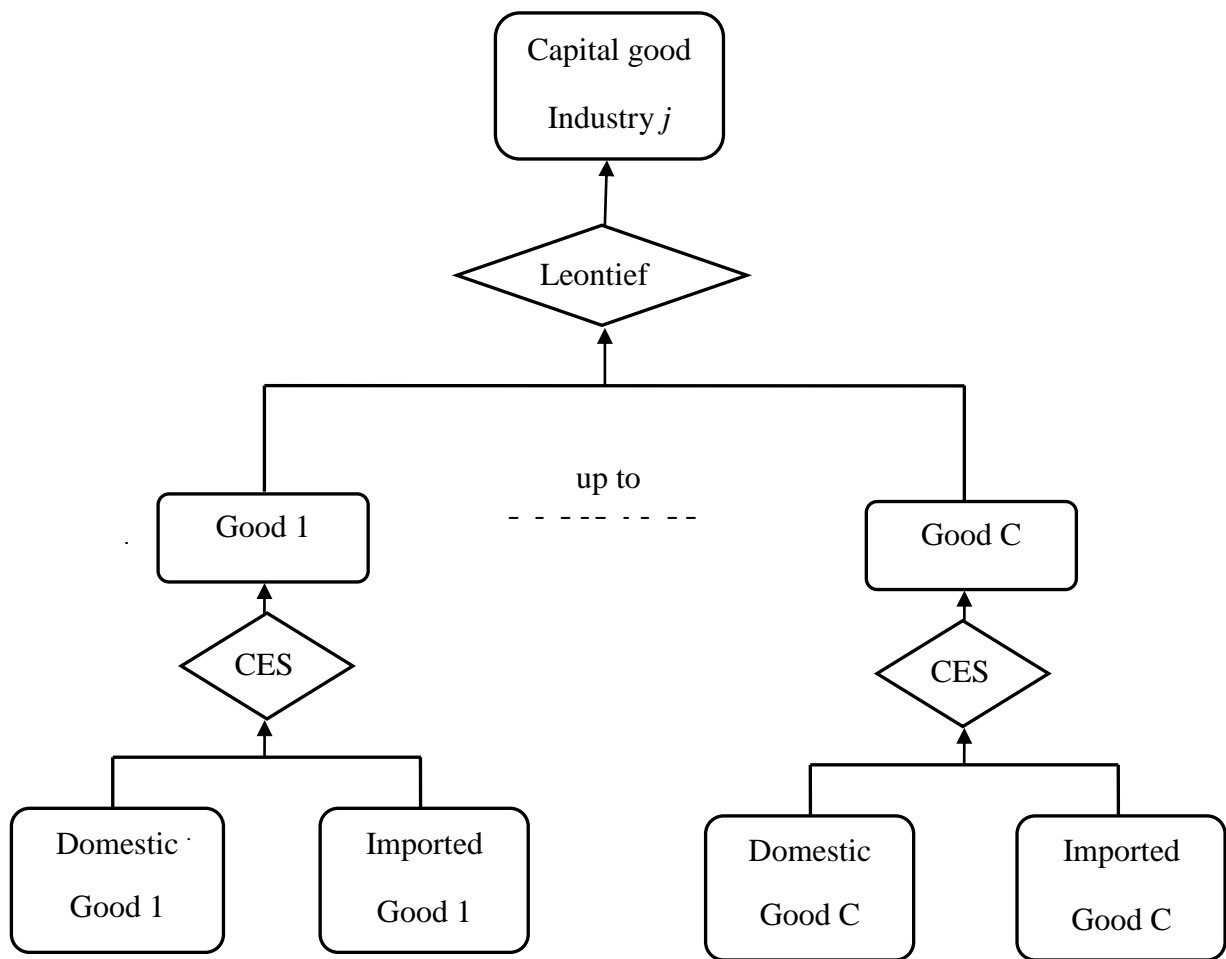 Capital good
Industry j
Leontief
up to
Good 1
Good C
CES
CES
Domestic
Good 1
Imported
Good 1
Domestic
Good C
Imported
Good C